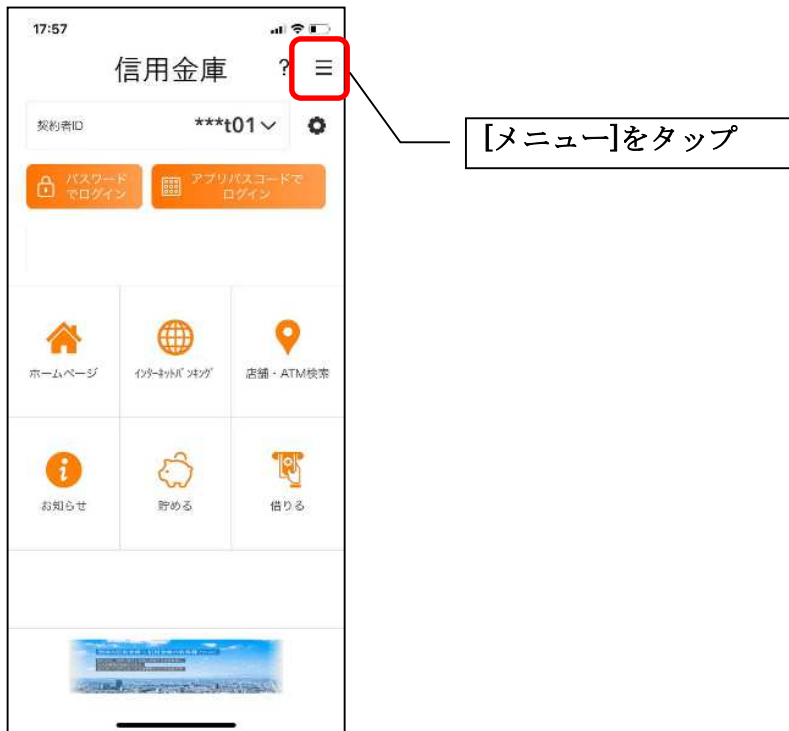 17:57
信用金庫 ?
契約者ID ***t01
[メニュー]をタップ
パスワード
でログイン
アプリパスコードで
ログイン
ホームページ
ｲﾝﾀｰﾈｯﾄﾊﾞﾝｷﾝｸﾞ
店舗・ATM検索
お知らせ
貯める
借りる